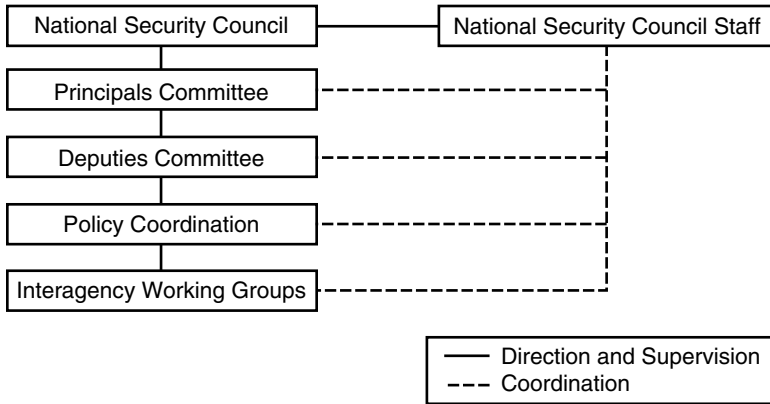 National Security Council
National Security Council Staff
Principals Committee
Deputies Committee
Policy Coordination
Interagency Working Groups
Direction and Supervision
Coordination